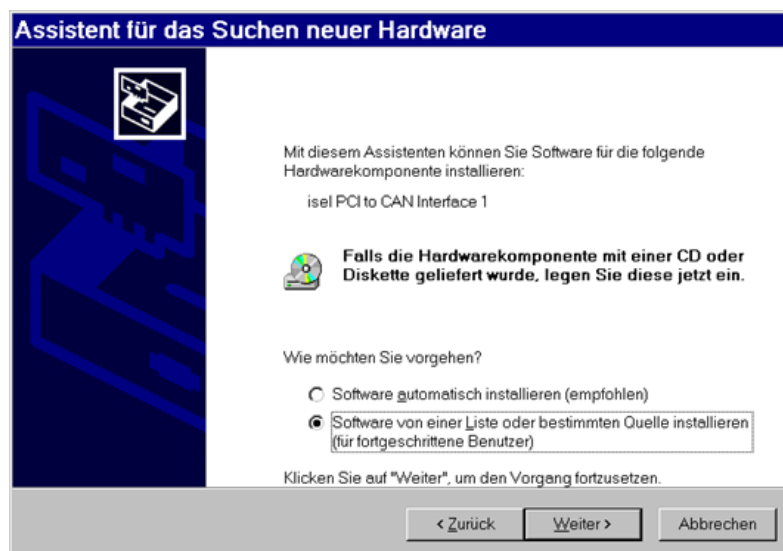 Assistent für das Suchen neuer Hardware
Mit diesem Assistenten können Sie Software für die folgende
Hardwarekomponente installieren:
isel PCI to CAN Interface 1
Falls die Hardwarekomponente mit einer CD oder
Diskette geliefert wurde, legen Sie diese jetzt ein.
Wie möchten Sie vorgehen?
Software automatisch installieren (empfohlen)
Software von einer Liste oder bestimmten Quelle installieren
(für fortgeschrittene Benutzer)
Klicken Sie auf "Weiter", um den Vorgang fortzusetzen.
< Zurück Weiter > Abbrechen